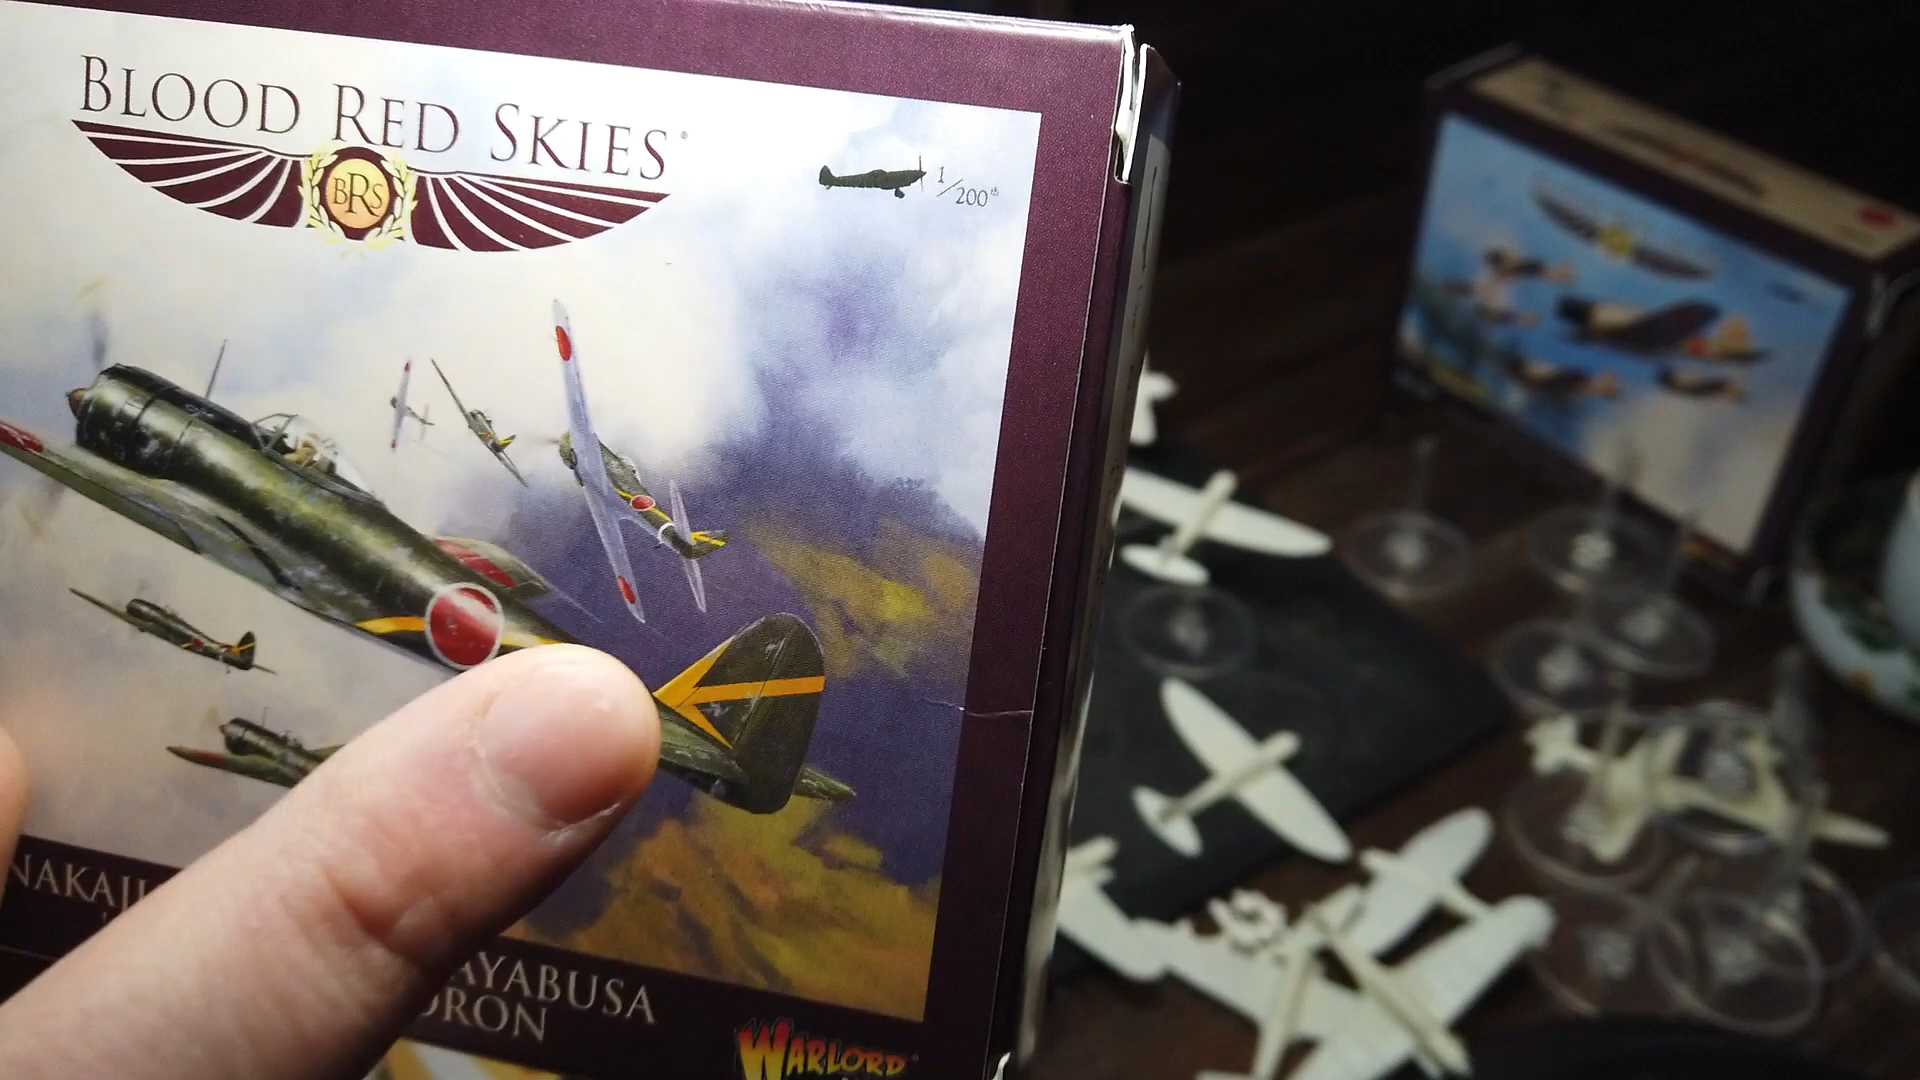 BLOOD RED SKIES
BRS
1/200th
NAKAJI
AYABUSA
DRON
WARLORD